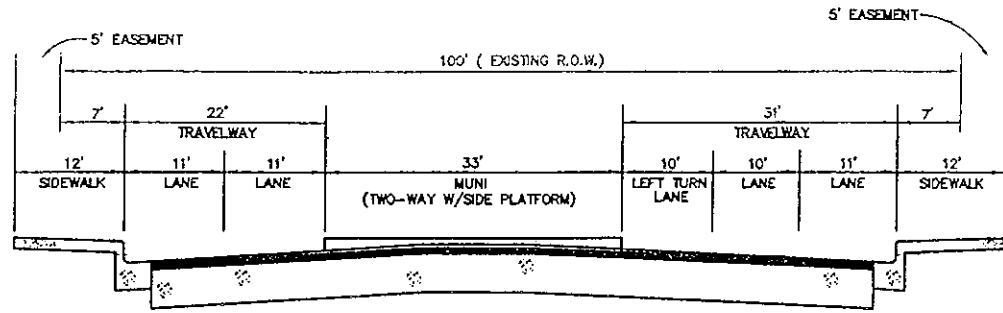 5' EASEMENT
5' EASEMENT
100' ( EXISTING R.O.W.)
7'
22'
31'
7'
TRAVELWAY
TRAVELWAY
12'
11'
11'
33'
10'
10'
11'
12'
SIDEWALK
LANE
LANE
MUNI
LEFT TURN
LANE
LANE
LANE
SIDEWALK
(TWO-WAY W/SIDE PLATFORM)